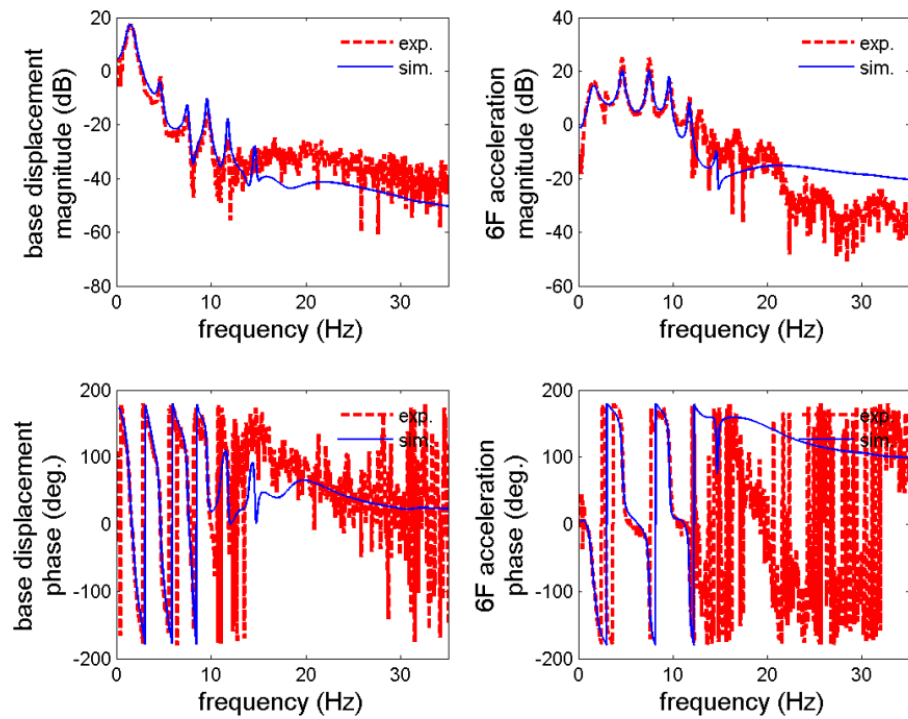 base displacement
magnitude (dB)
20
0
-20
-40
-60
-80
0
10
20
30
frequency (Hz)
exp.
sim.
6F acceleration
magnitude (dB)
40
20
0
-20
-40
-60
0
10
20
30
frequency (Hz)
exp.
sim.
base displacement
phase (deg.)
200
100
0
-100
-200
0
10
20
30
frequency (Hz)
exp.
sim.
6F acceleration
phase (deg.)
200
100
0
-100
-200
0
10
20
30
frequency (Hz)
exp.
sim.